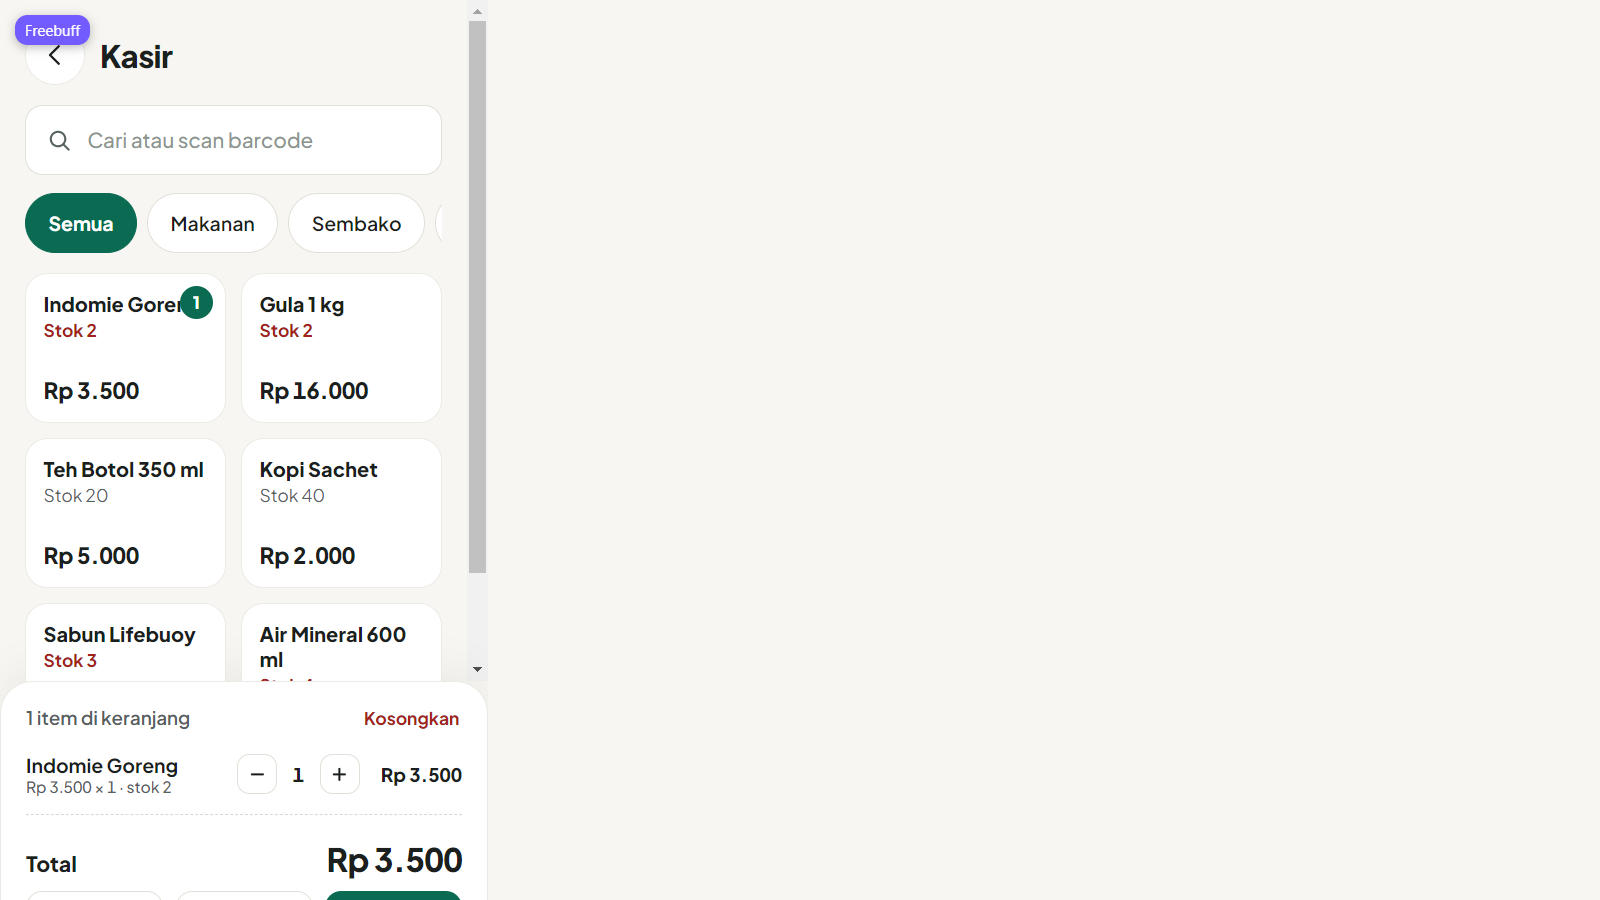 Freebuff
Kasir
Cari atau scan barcode
Semua
Makanan
Sembako
Indomie Gorer
1
Stok 2
Rp 3.500
Gula 1 kg
Stok 2
Rp 16.000
Teh Botol 350 ml
Stok 20
Rp 5.000
Kopi Sachet
Stok 40
Rp 2.000
Sabun Lifebuoy
Stok 3
Air Mineral 600
ml
1 item di keranjang
Kosongkan
Indomie Goreng
Rp 3.500 × 1 · stok 2
− 1 +
Rp 3.500
Total
Rp 3.500